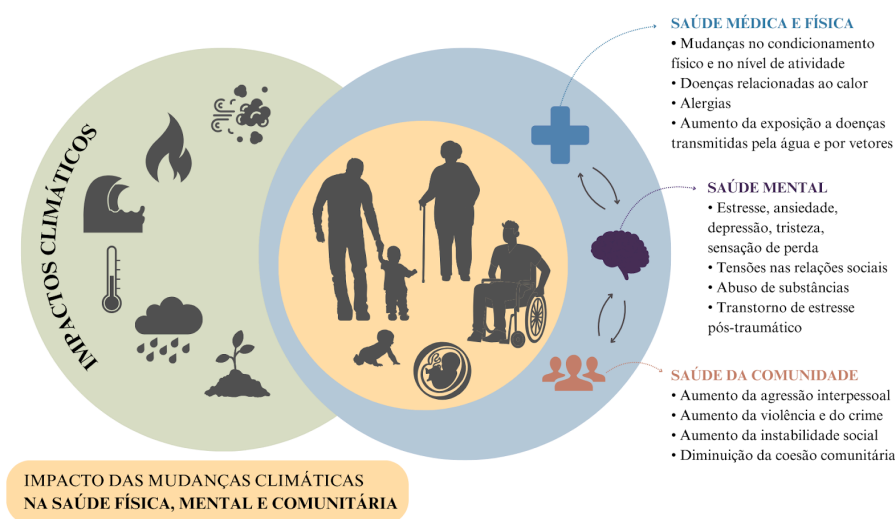 IMPACTOS CLIMÁTICOS
SAÚDE MÉDICA E FÍSICA
• Mudanças no condicionamento
físico e no nível de atividade
• Doenças relacionadas ao calor
• Alergias
• Aumento da exposição a doenças
transmitidas pela água e por vetores
SAÚDE MENTAL
• Estresse, ansiedade,
depressão, tristeza,
sensação de perda
• Tensões nas relações sociais
• Abuso de substâncias
• Transtorno de estresse
pós-traumático
SAÚDE DA COMUNIDADE
• Aumento da agressão interpessoal
• Aumento da violência e do crime
• Aumento da instabilidade social
• Diminuição da coesão comunitária
IMPACTO DAS MUDANÇAS CLIMÁTICAS
NA SAÚDE FÍSICA, MENTAL E COMUNITÁRIA